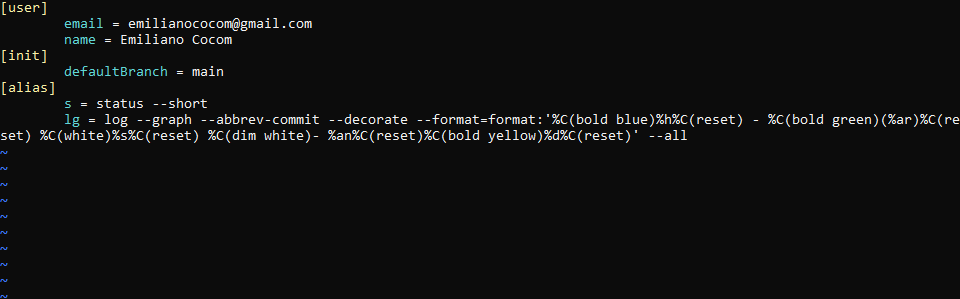 [user]
email = emilianococom@gmail.com
name = Emiliano Cocom
[init]
defaultBranch = main
[alias]
s = status --short
lg = log --graph --abbrev-commit --decorate --format=format:'%C(bold blue)%h%C(reset) - %C(bold green)(%ar)%C(re
set) %C(white)%s%C(reset) %C(dim white)- %an%C(reset)%C(bold yellow)%d%C(reset)' --all
~
~
~
~
~
~
~
~
~
~